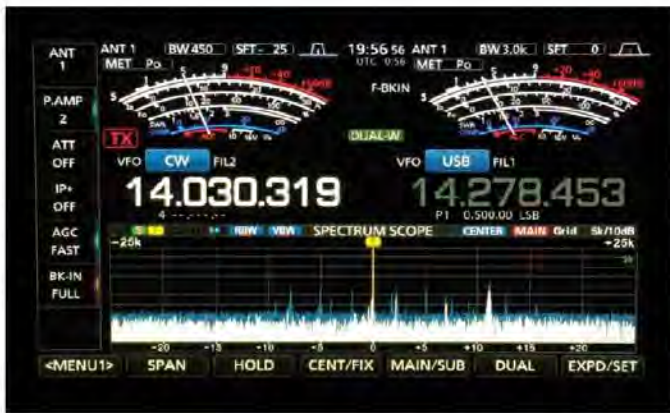 ANT 1
P.AMP 2
ATT OFF
IP+ OFF
AGC FAST
BK-IN FULL
ANT 1 BW 450 SFT - 25
MET Po
19:56 56
UTC 0:56
ANT 1 BW 3.0k SFT 0
MET Po
F-BKIN
TX
DUAL-W
VFO CW FIL2
VFO USB FIL1
14.030.319
14.278.453
4 --.---.--
P1 0.500.00 LSB
RBW VBW SPECTRUM SCOPE CENTER MAIN Grid 5k/10dB
-25k
+25k
-20 -15 -10 -5 0 +5 +10 +15 +20
<MENU1> SPAN HOLD CENT/FIX MAIN/SUB DUAL EXPD/SET